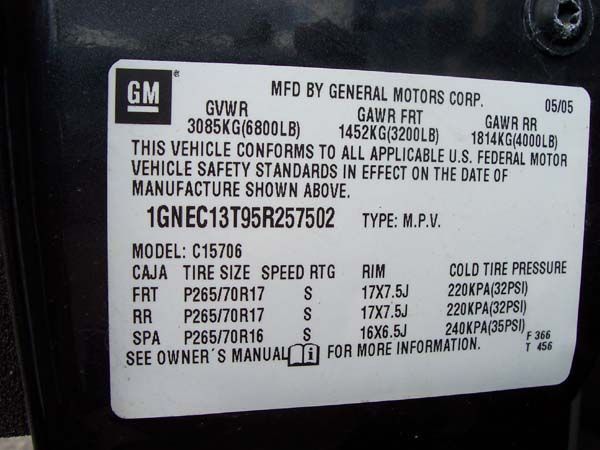 GM
MFD BY GENERAL MOTORS CORP. 05/05
GVWR GAWR FRT GAWR RR
3085KG(6800LB) 1452KG(3200LB) 1814KG(4000LB)
THIS VEHICLE CONFORMS TO ALL APPLICABLE U.S. FEDERAL MOTOR
VEHICLE SAFETY STANDARDS IN EFFECT ON THE DATE OF
MANUFACTURE SHOWN ABOVE.
1GNEC13T95R257502 TYPE: M.P.V.
MODEL: C15706
CAJA TIRE SIZE SPEED RTG RIM COLD TIRE PRESSURE
FRT P265/70R17 S 17X7.5J 220KPA(32PSI)
RR P265/70R17 S 17X7.5J 220KPA(32PSI)
SPA P265/70R16 S 16X6.5J 240KPA(35PSI)
F 366
T 456
SEE OWNER'S MANUAL i FOR MORE INFORMATION.